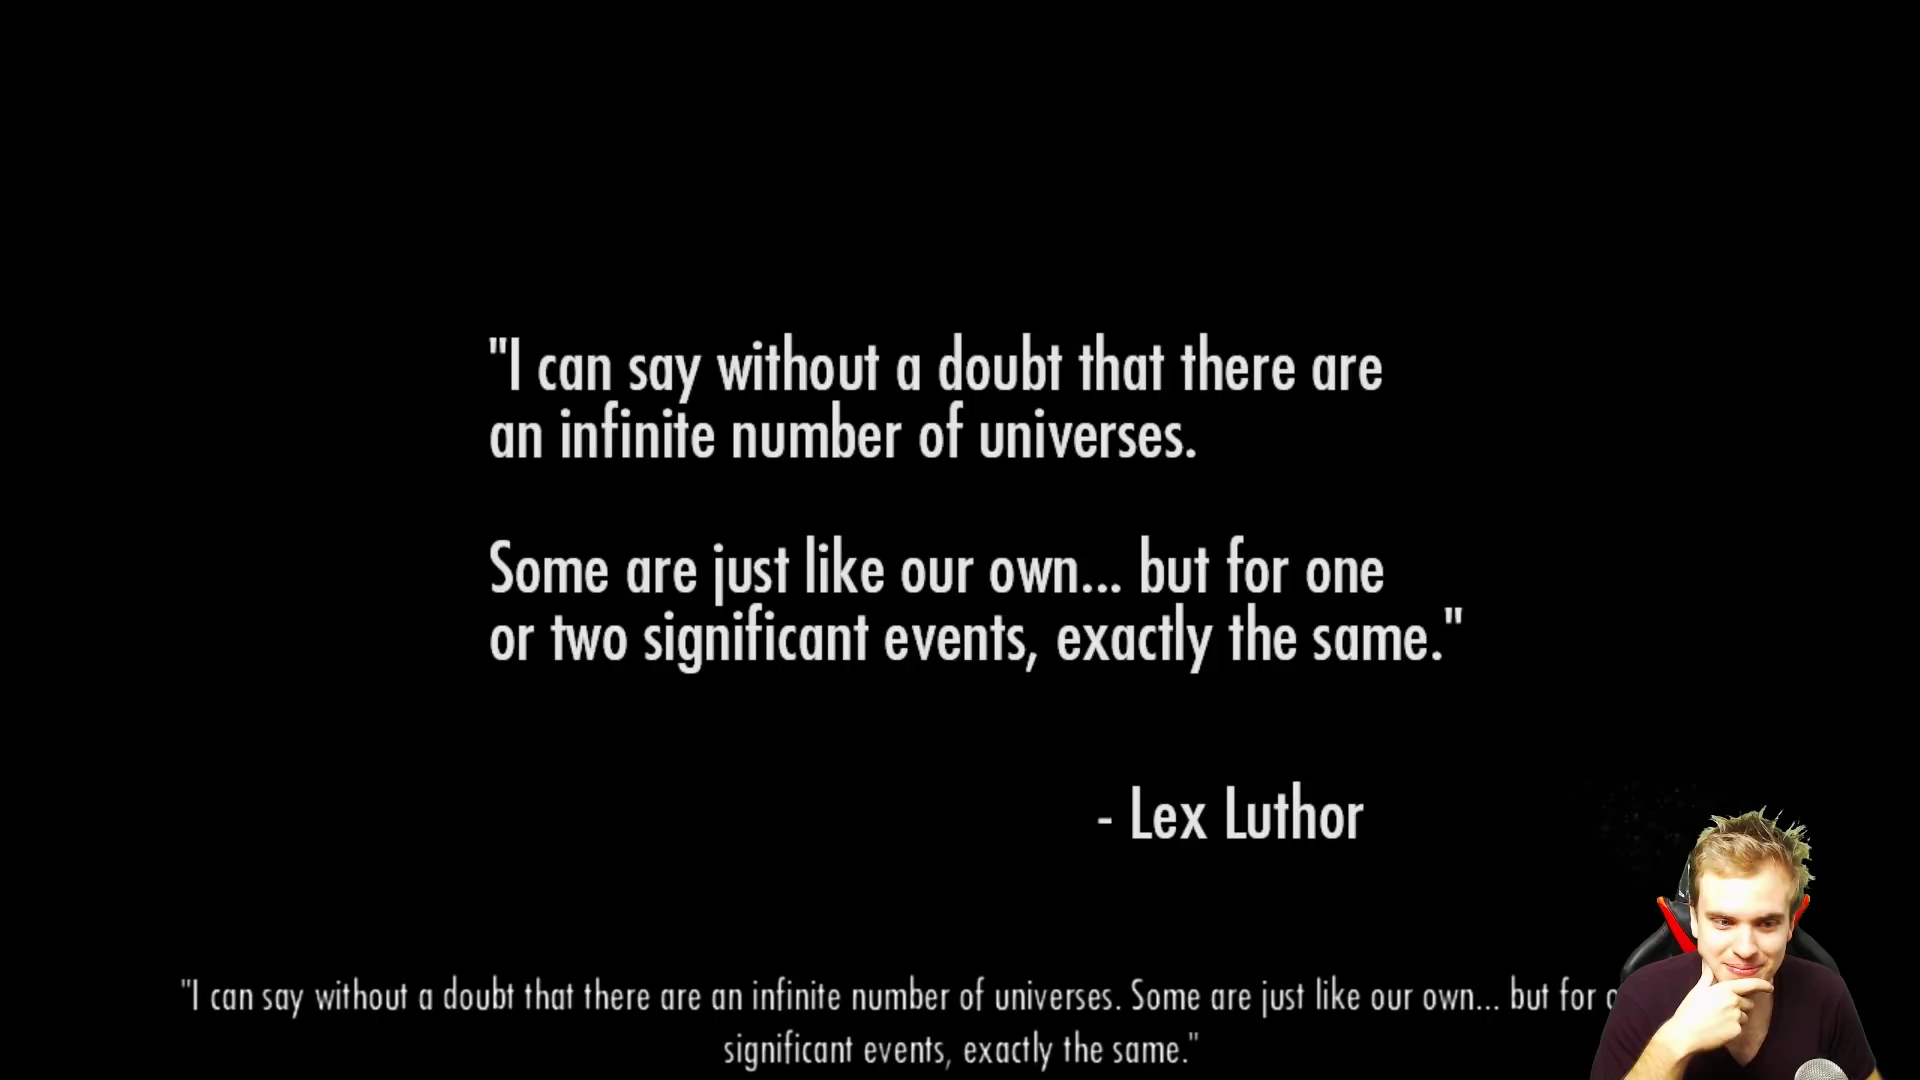 "I can say without a doubt that there are
an infinite number of universes.
Some are just like our own... but for one
or two significant events, exactly the same."
- Lex Luthor
"I can say without a doubt that there are an infinite number of universes. Some are just like our own... but for
significant events, exactly the same."